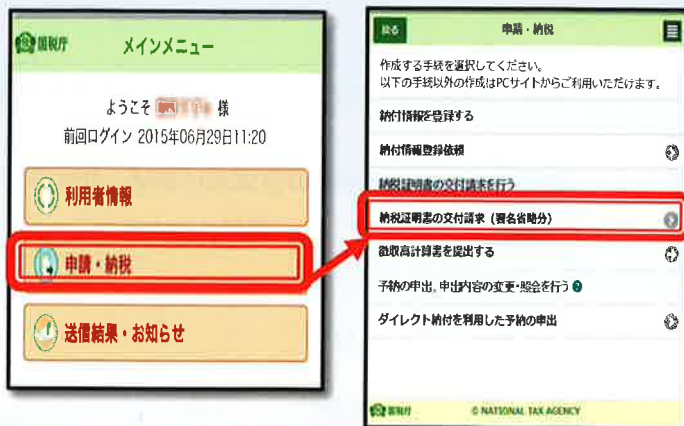 国税庁
メインメニュー
ようこそ 様
前回ログイン 2015年06月29日11:20
利用者情報
申請・納税
送信結果・お知らせ
戻る
申請・納税
作成する手続を選択してください。
以下の手続以外の作成はPCサイトからご利用いただけます。
納付情報を登録する
納付情報登録依頼
納税証明書の交付請求を行う
納税証明書の交付請求（署名省略分）
徴収高計算書を提出する
予納の申出、申出内容の変更・照会を行う
ダイレクト納付を利用した予納の申出
国税庁
© NATIONAL TAX AGENCY